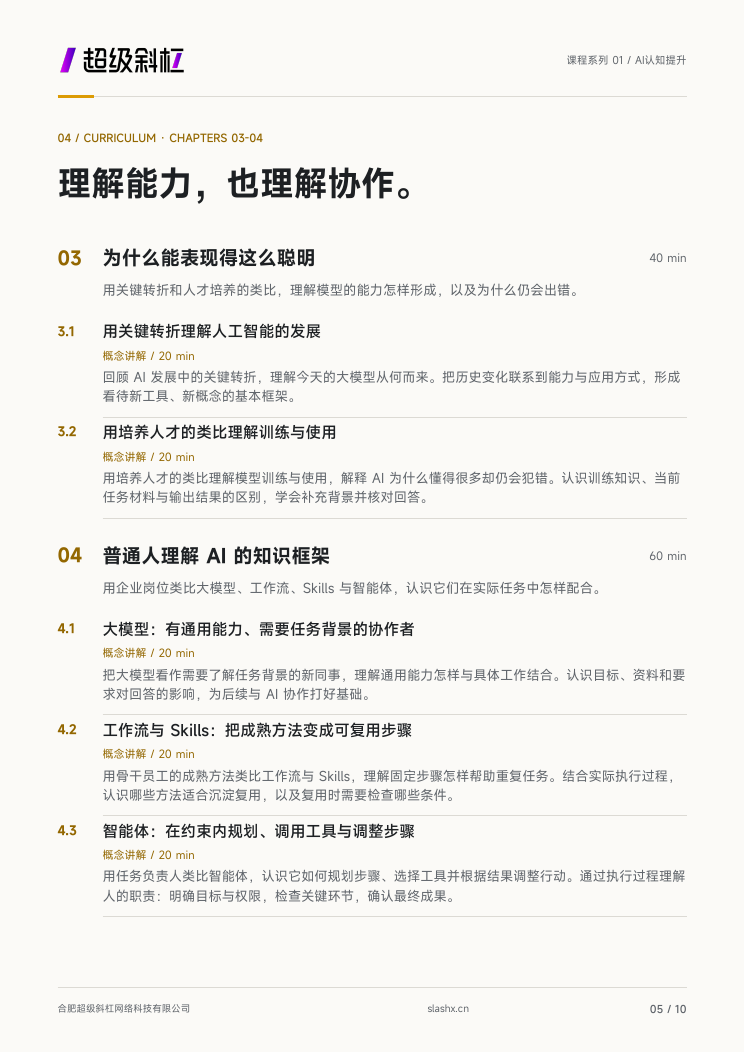 超级斜杠
课程系列 01 / AI认知提升
04 / CURRICULUM · CHAPTERS 03-04
理解能力，也理解协作。
03 为什么能表现得这么聪明 40 min
用关键转折和人才培养的类比，理解模型的能力怎样形成，以及为什么仍会出错。
3.1 用关键转折理解人工智能的发展
概念讲解 / 20 min
回顾 AI 发展中的关键转折，理解今天的大模型从何而来。把历史变化联系到能力与应用方式，形成
看待新工具、新概念的基本框架。
3.2 用培养人才的类比理解训练与使用
概念讲解 / 20 min
用培养人才的类比理解模型训练与使用，解释 AI 为什么懂得很多却仍会犯错。认识训练知识、当前
任务材料与输出结果的区别，学会补充背景并核对回答。
04 普通人理解 AI 的知识框架 60 min
用企业岗位类比大模型、工作流、Skills 与智能体，认识它们在实际任务中怎样配合。
4.1 大模型：有通用能力、需要任务背景的协作者
概念讲解 / 20 min
把大模型看作需要了解任务背景的新同事，理解通用能力怎样与具体工作结合。认识目标、资料和要
求对回答的影响，为后续与 AI 协作打好基础。
4.2 工作流与 Skills：把成熟方法变成可复用步骤
概念讲解 / 20 min
用骨干员工的成熟方法类比工作流与 Skills，理解固定步骤怎样帮助重复任务。结合实际执行过程，
认识哪些方法适合沉淀复用，以及复用时需要检查哪些条件。
4.3 智能体：在约束内规划、调用工具与调整步骤
概念讲解 / 20 min
用任务负责人类比智能体，认识它如何规划步骤、选择工具并根据结果调整行动。通过执行过程理解
人的职责：明确目标与权限，检查关键环节，确认最终成果。
合肥超级斜杠网络科技有限公司 slashx.cn 05 / 10